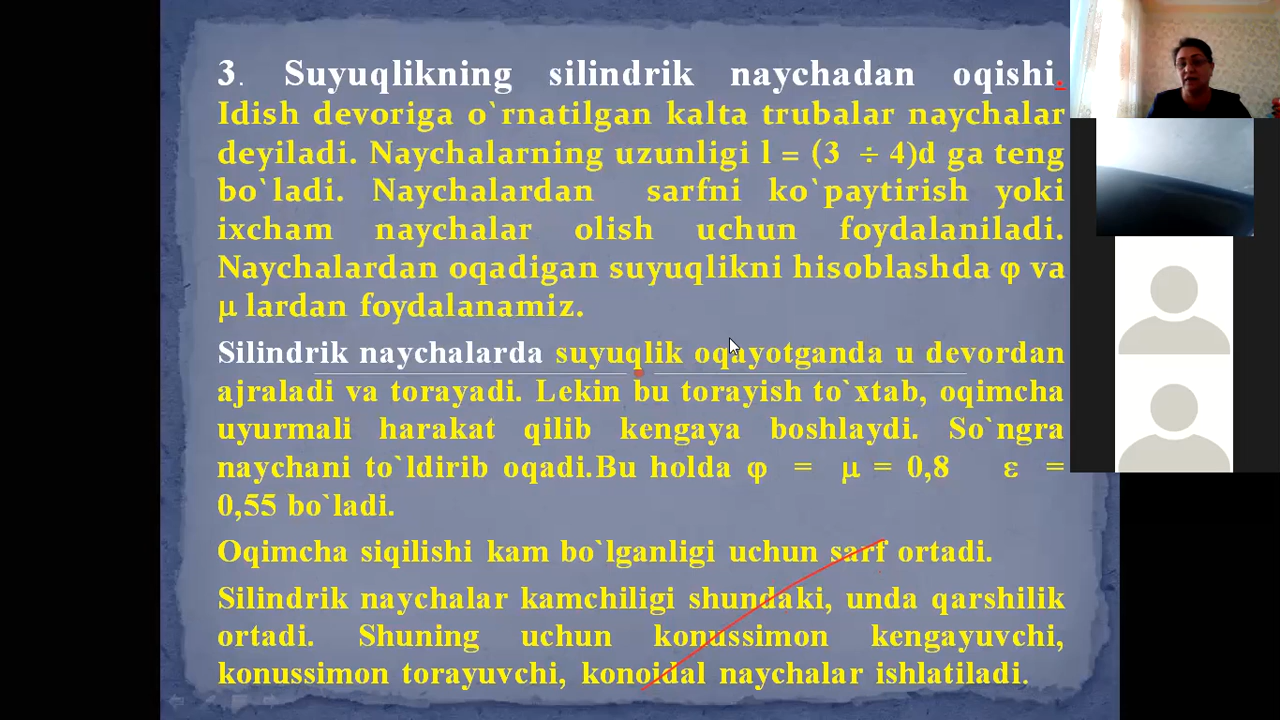 3. Suyuqlikning silindrik naychadan oqishi.
Idish devoriga o`rnatilgan kalta trubalar naychalar
deyiladi. Naychalarning uzunligi l = (3 ÷ 4)d ga teng
bo`ladi. Naychalardan sarfni ko`paytirish yoki
ixcham naychalar olish uchun foydalaniladi.
Naychalardan oqadigan suyuqlikni hisoblashda φ va
μ lardan foydalanamiz.
Silindrik naychalarda suyuqlik oqayotganda u devordan
ajraladi va torayadi. Lekin bu torayish to`xtab, oqimcha
uyurmali harakat qilib kengaya boshlaydi. So`ngra
naychani to`ldirib oqadi.Bu holda φ = μ = 0,8 ε =
0,55 bo`ladi.
Oqimcha siqilishi kam bo`lganligi uchun sarf ortadi.
Silindrik naychalar kamchiligi shundaki, unda qarshilik
ortadi. Shuning uchun konussimon kengayuvchi,
konussimon torayuvchi, konoidal naychalar ishlatiladi.